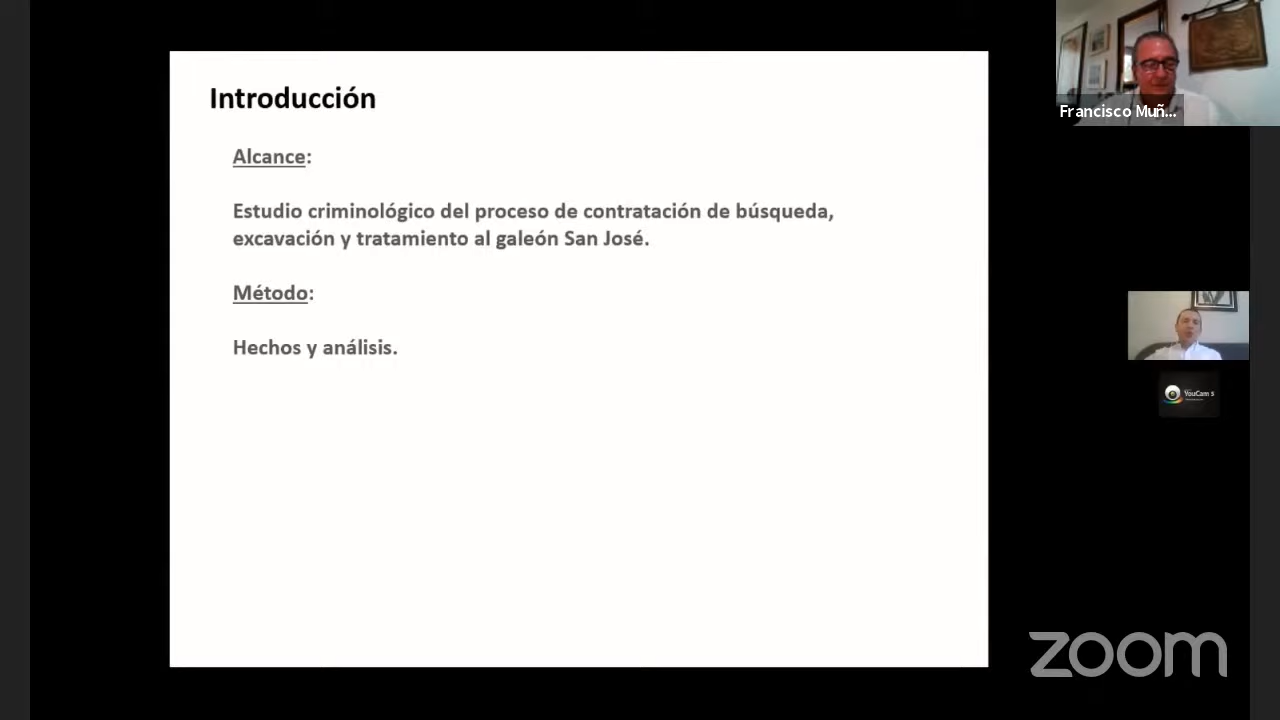 Introducción
Alcance:
Estudio criminológico del proceso de contratación de búsqueda,
excavación y tratamiento al galeón San José.
Método:
Hechos y análisis.
Francisco Muñ...
YouCam 5
zoom